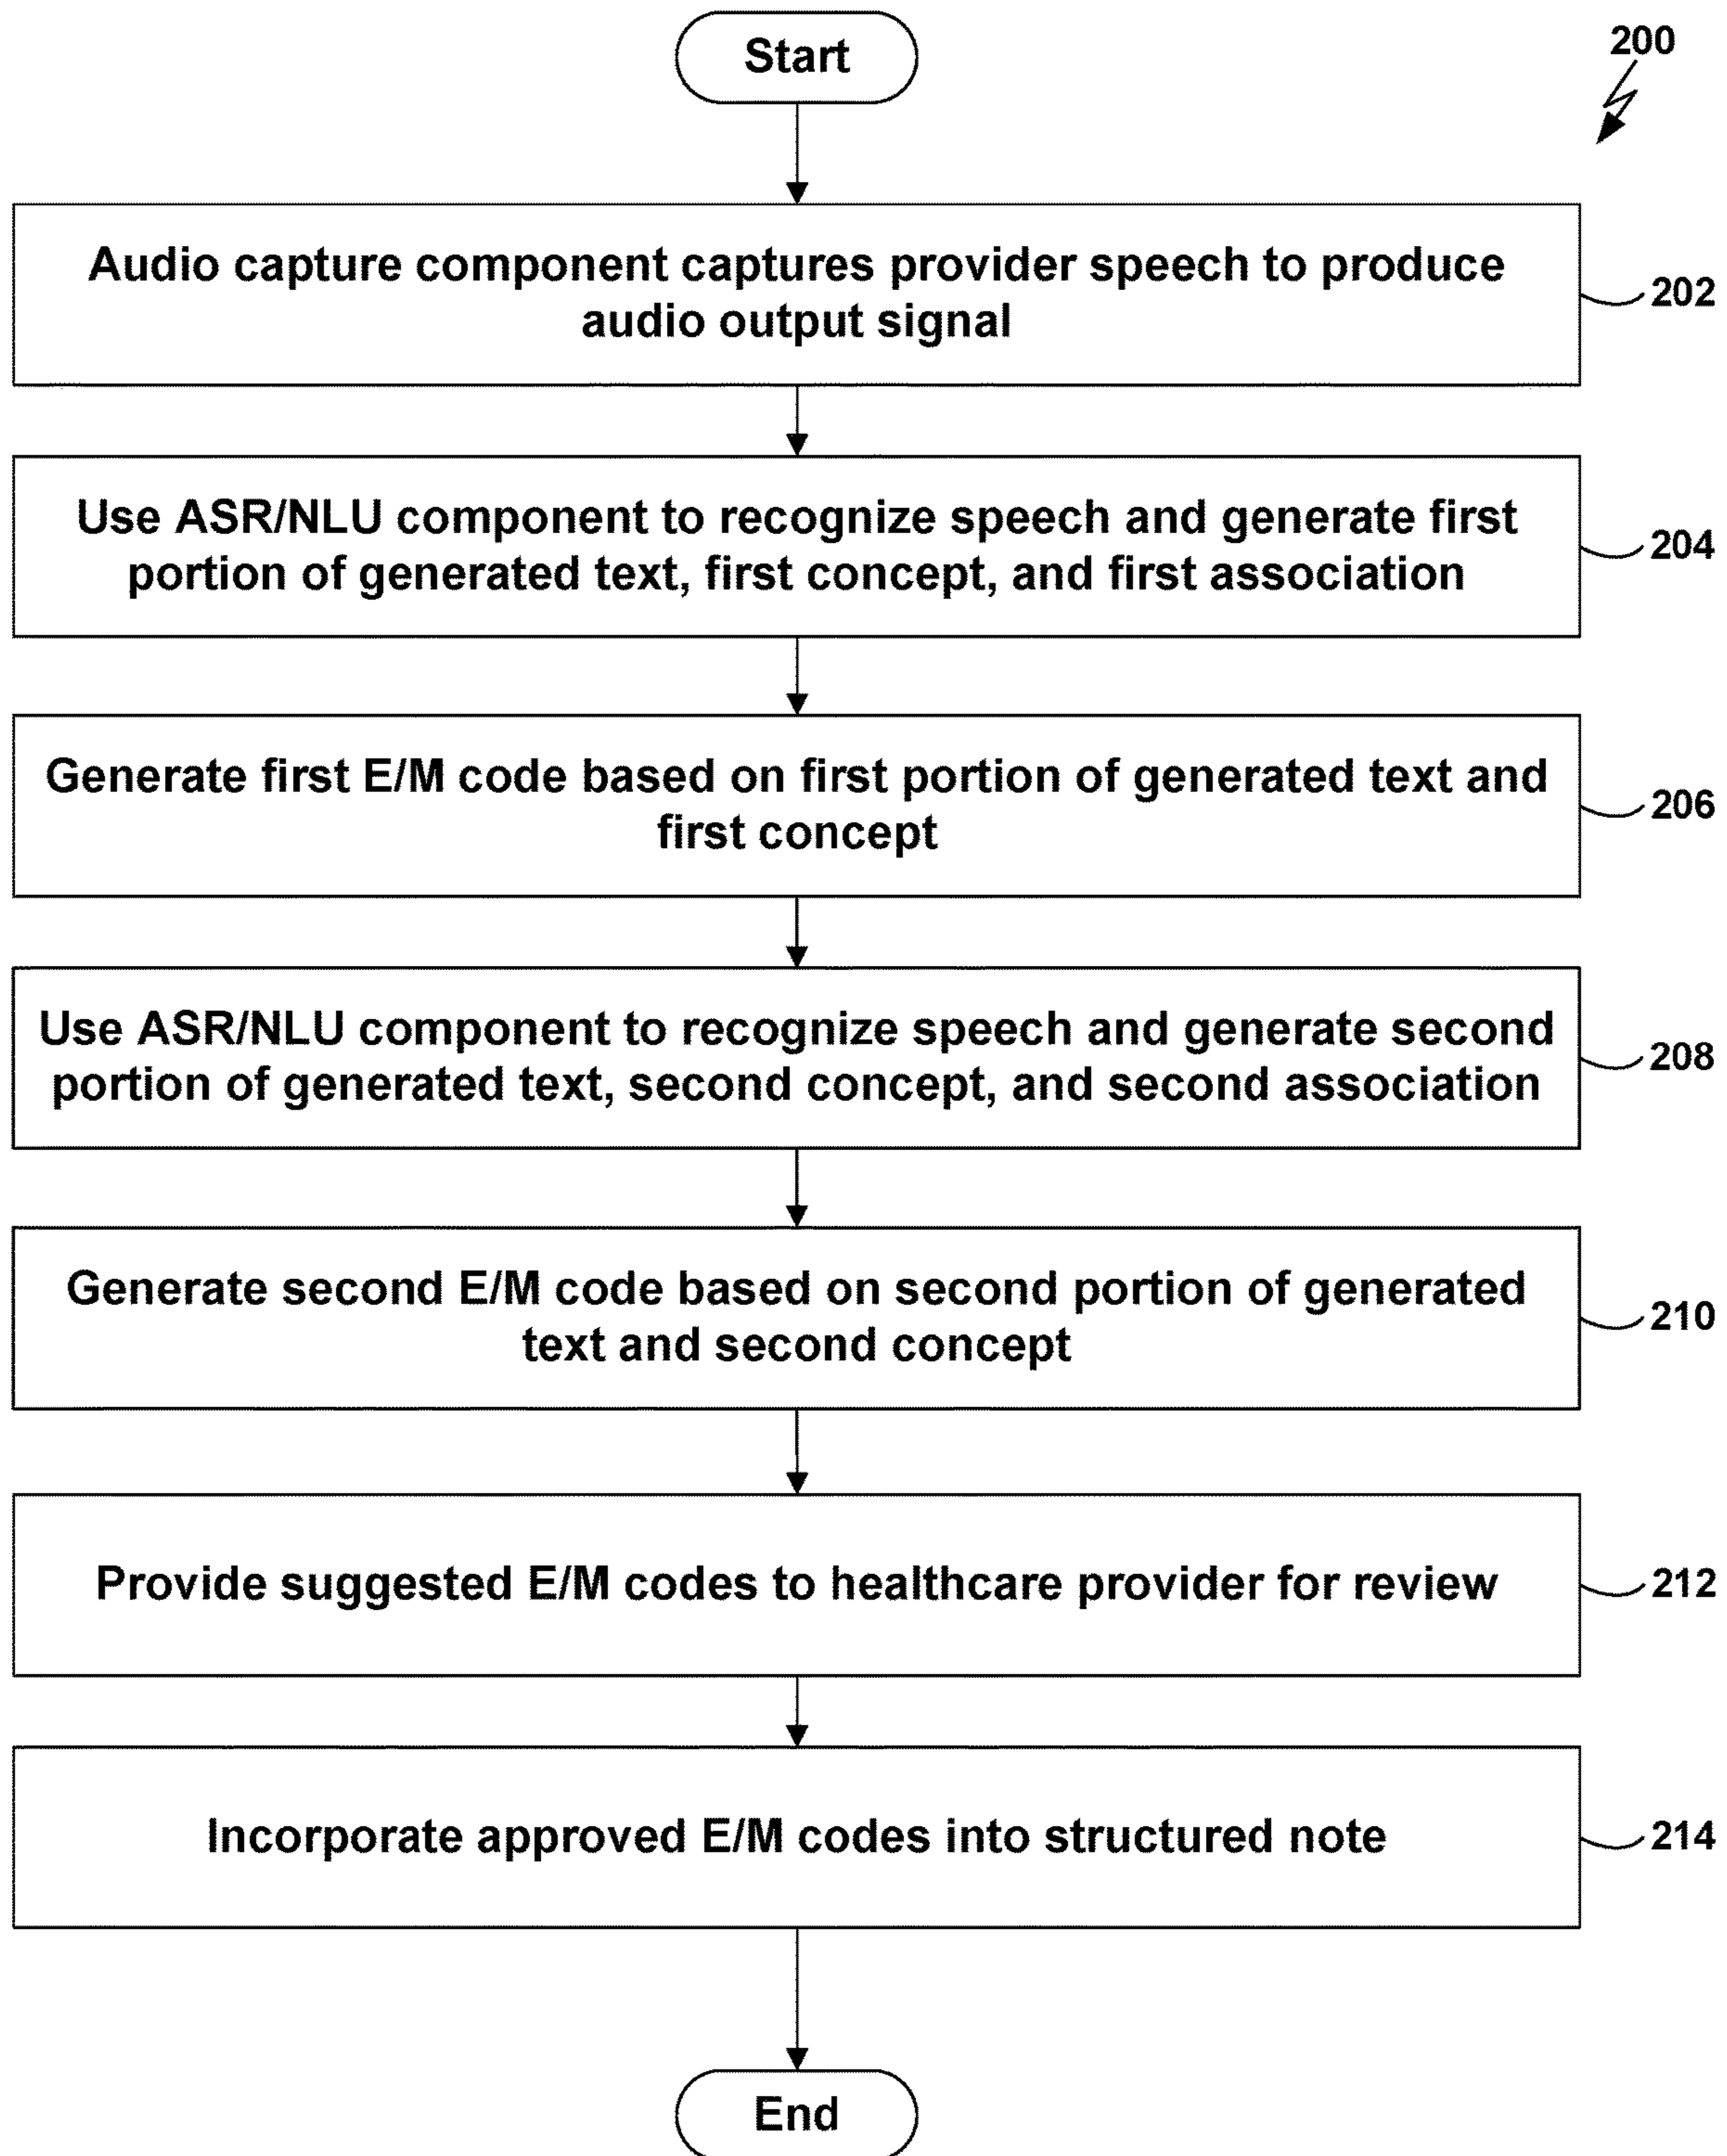 Start
200
Audio capture component captures provider speech to produce
audio output signal
202
Use ASR/NLU component to recognize speech and generate first
portion of generated text, first concept, and first association
204
Generate first E/M code based on first portion of generated text and
first concept
206
Use ASR/NLU component to recognize speech and generate second
portion of generated text, second concept, and second association
208
Generate second E/M code based on second portion of generated
text and second concept
210
Provide suggested E/M codes to healthcare provider for review
212
Incorporate approved E/M codes into structured note
214
End